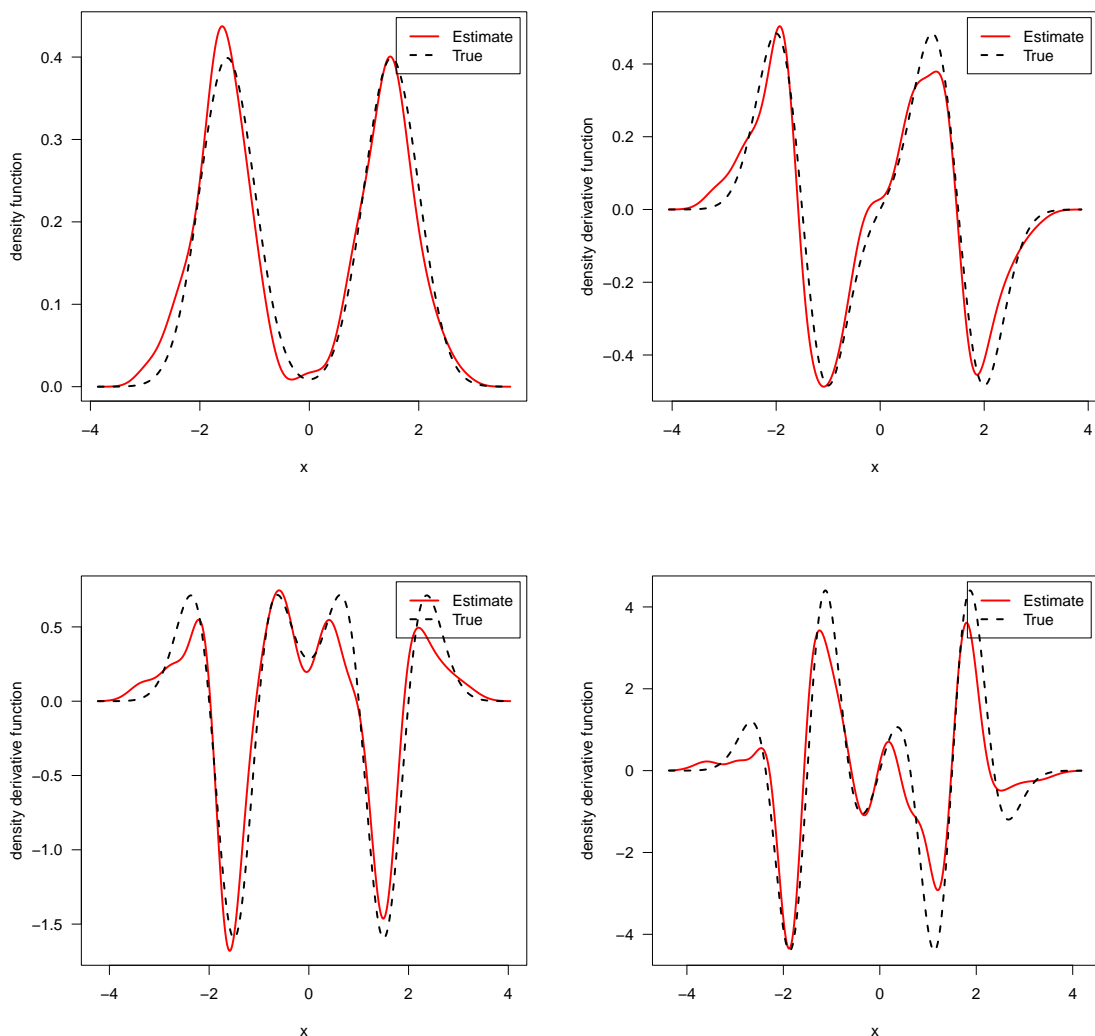 density function
0.0
0.1
0.2
0.3
0.4
−4
−2
0
2
x
Estimate
True
density derivative function
−0.4
−0.2
0.0
0.2
0.4
−4
−2
0
2
4
x
Estimate
True
density derivative function
−1.5
−1.0
−0.5
0.0
0.5
−4
−2
0
2
4
x
Estimate
True
density derivative function
−4
−2
0
2
4
−4
−2
0
2
4
x
Estimate
True